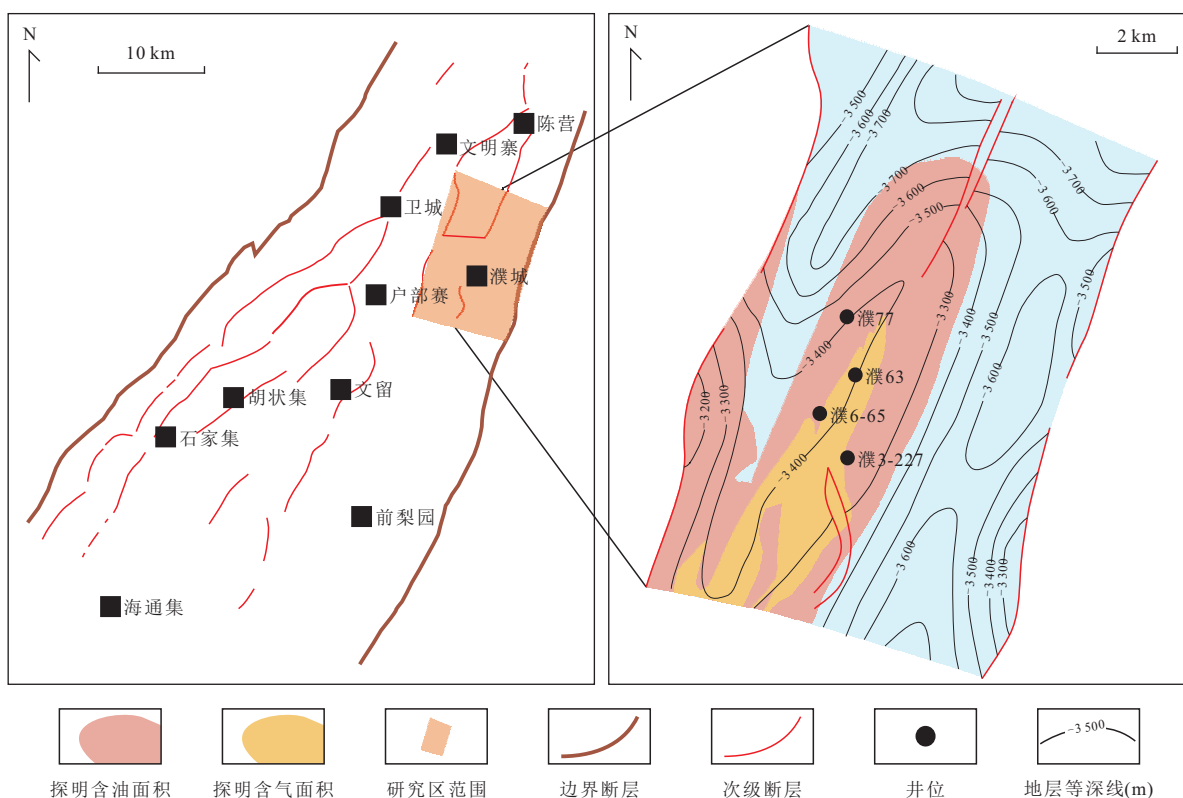 N
10 km
陈营
文明寨
卫城
濮城
户部寨
文留
胡状集
石家集
前梨园
海通集
N
2 km
-3 500
-3 600
-3 700
-3 700
-3 600
-3 500
-3 700
-3 600
-3 500
-3 300
-3 400
-3 500
-3 600
濮77
-3 400
濮63
-3 200
-3 300
濮6-65
-3 400
濮3-227
-3 600
-3 500
-3 400
-3 300
-3 500
探明含油面积
探明含气面积
研究区范围
边界断层
次级断层
井位
地层等深线(m)